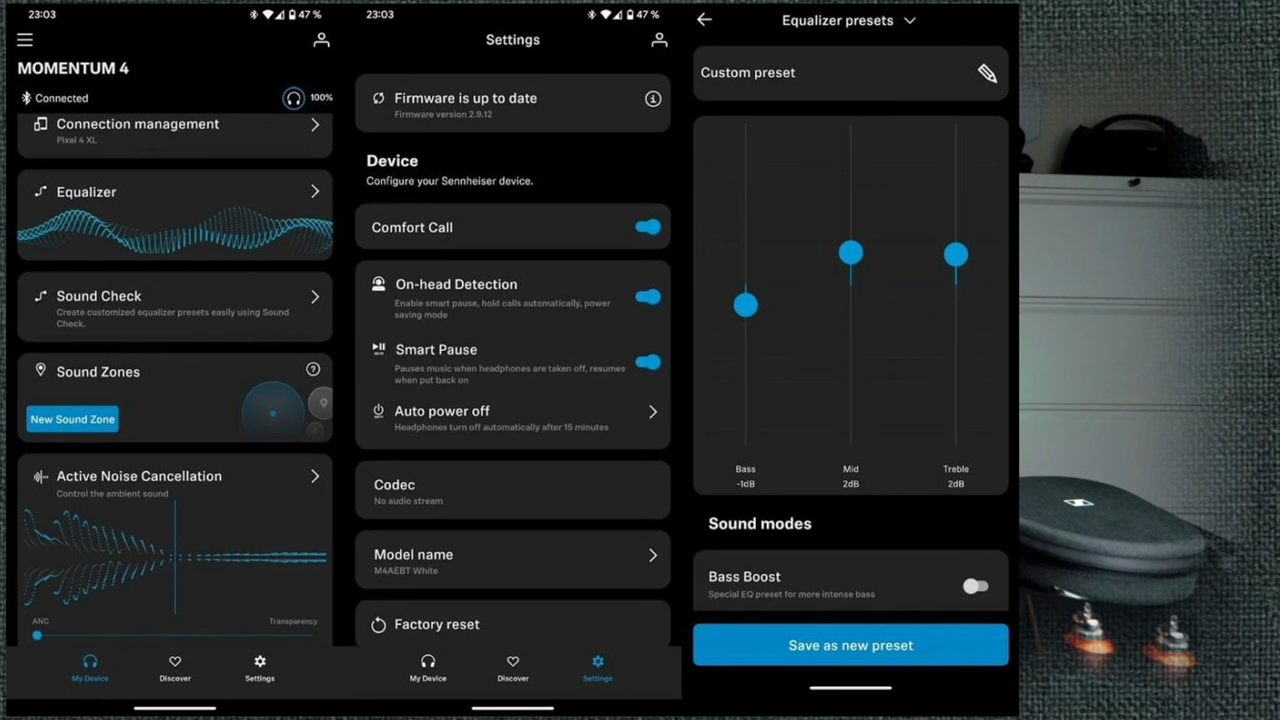 23:03
47 %
MOMENTUM 4
Connected
100%
Connection management
Pixel 4 XL
Equalizer
Sound Check
Create customized equalizer presets easily using Sound
Check.
Sound Zones
New Sound Zone
Active Noise Cancellation
Control the ambient sound
ANC
Transparency
My Device
Discover
Settings
23:03
47 %
Settings
Firmware is up to date
Firmware version 2.9.12
Device
Configure your Sennheiser device.
Comfort Call
On-head Detection
Enable smart pause, hold calls automatically, power
saving mode
Smart Pause
Pauses music when headphones are taken off, resumes
when put back on
Auto power off
Headphones turn off automatically after 15 minutes
Codec
No audio stream
Model name
M4AEBT White
Factory reset
My Device
Discover
Settings
Equalizer presets
Custom preset
Bass
Mid
Treble
-1dB
2dB
2dB
Sound modes
Bass Boost
Special EQ preset for more intense bass
Save as new preset